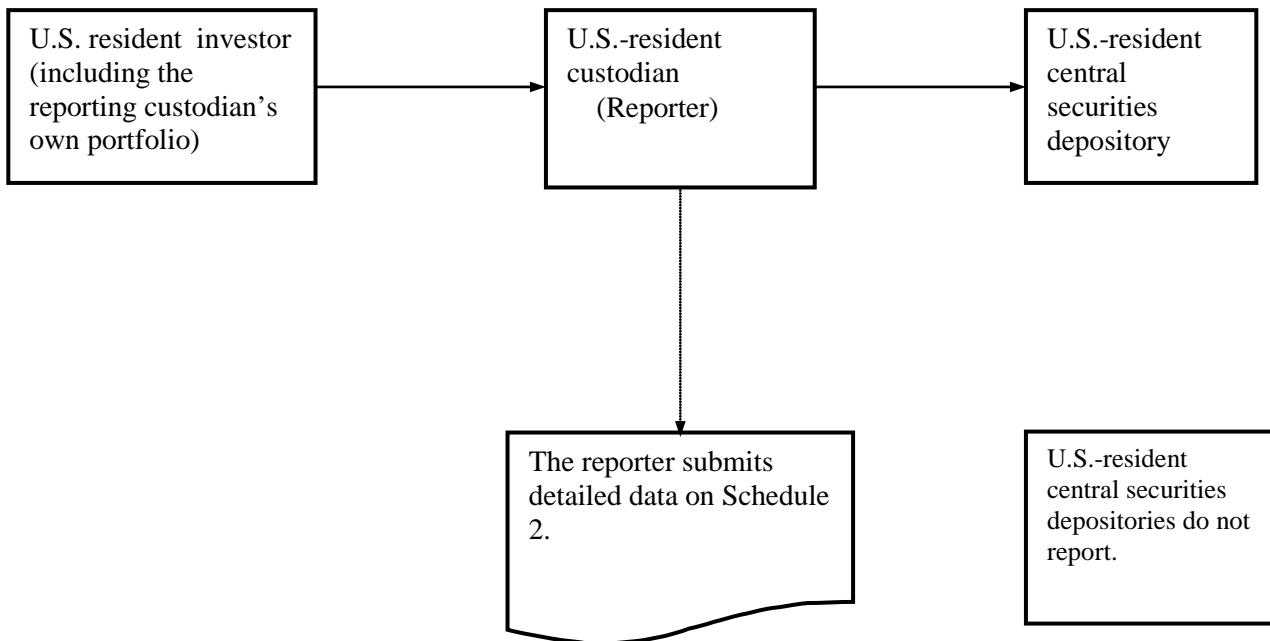 U.S. resident  investor
(including the
reporting custodian’s
own portfolio)
U.S.-resident
custodian
(Reporter)
U.S.-resident
central
securities
depository
The reporter submits
detailed data on Schedule
2.
U.S.-resident
central securities
depositories do not
report.